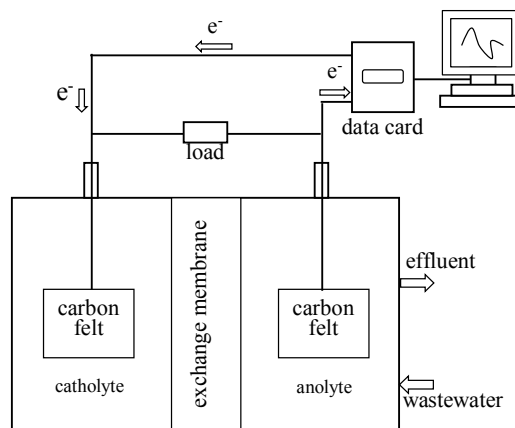 e-
e-
e-
data card
load
effluent
exchange membrane
carbon
felt
carbon
felt
catholyte
anolyte
wastewater